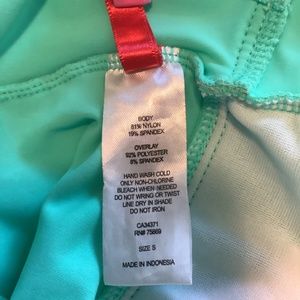 BODY
81% NYLON
19% SPANDEX
OVERLAY
92% POLYESTER
8% SPANDEX
HAND WASH COLD
ONLY NON-CHLORINE
BLEACH WHEN NEEDED
DO NOT WRING OR TWIST
LINE DRY IN SHADE
DO NOT IRON
CA34371
RN# 75869
SIZE S
MADE IN INDONESIA